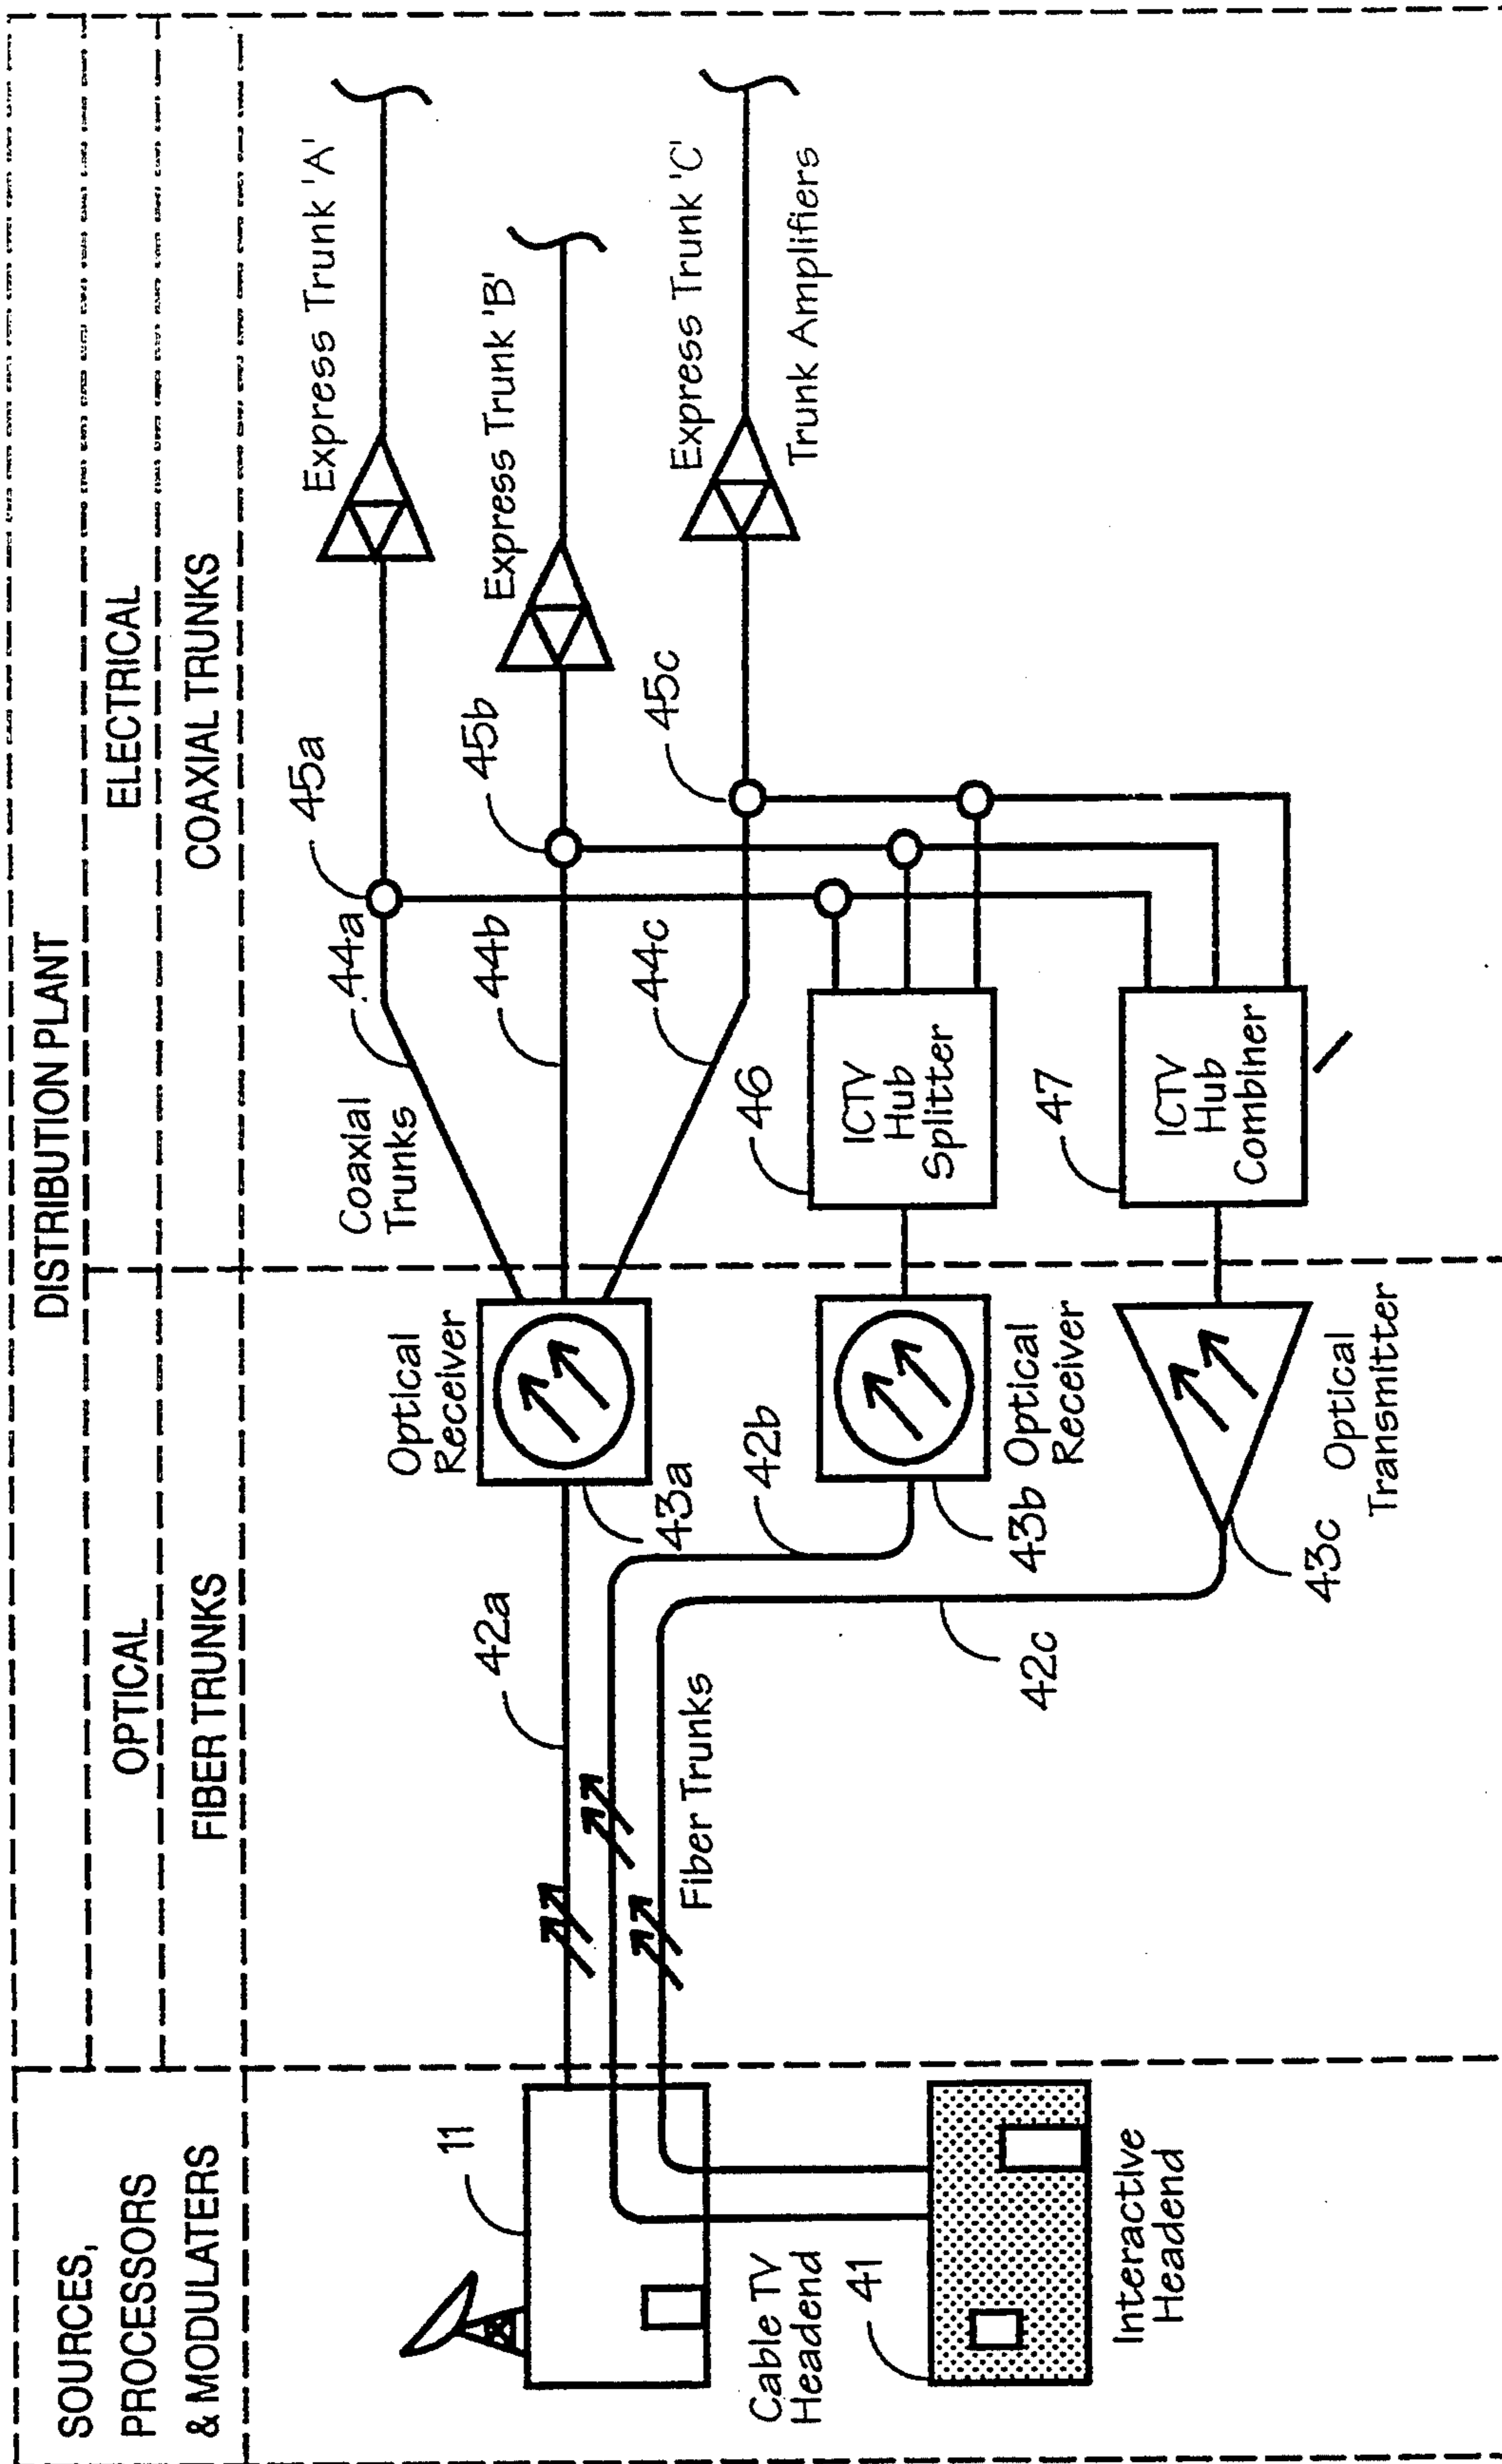 DISTRIBUTION PLANT
SOURCES,
PROCESSORS
& MODULATERS
OPTICAL
ELECTRICAL
FIBER TRUNKS
COAXIAL TRUNKS
11
Cable TV
Headend
41
Interactive
Headend
42a
Fiber Trunks
42b
42c
Optical
Receiver
43a
43b
Optical
Receiver
43c
Optical
Transmitter
Coaxial
Trunks
44a
44b
44c
45a
45b
45c
46
ICTV
Hub
Splitter
47
ICTV
Hub
Combiner
Express Trunk 'A'
Express Trunk 'B'
Express Trunk 'C'
Trunk Amplifiers